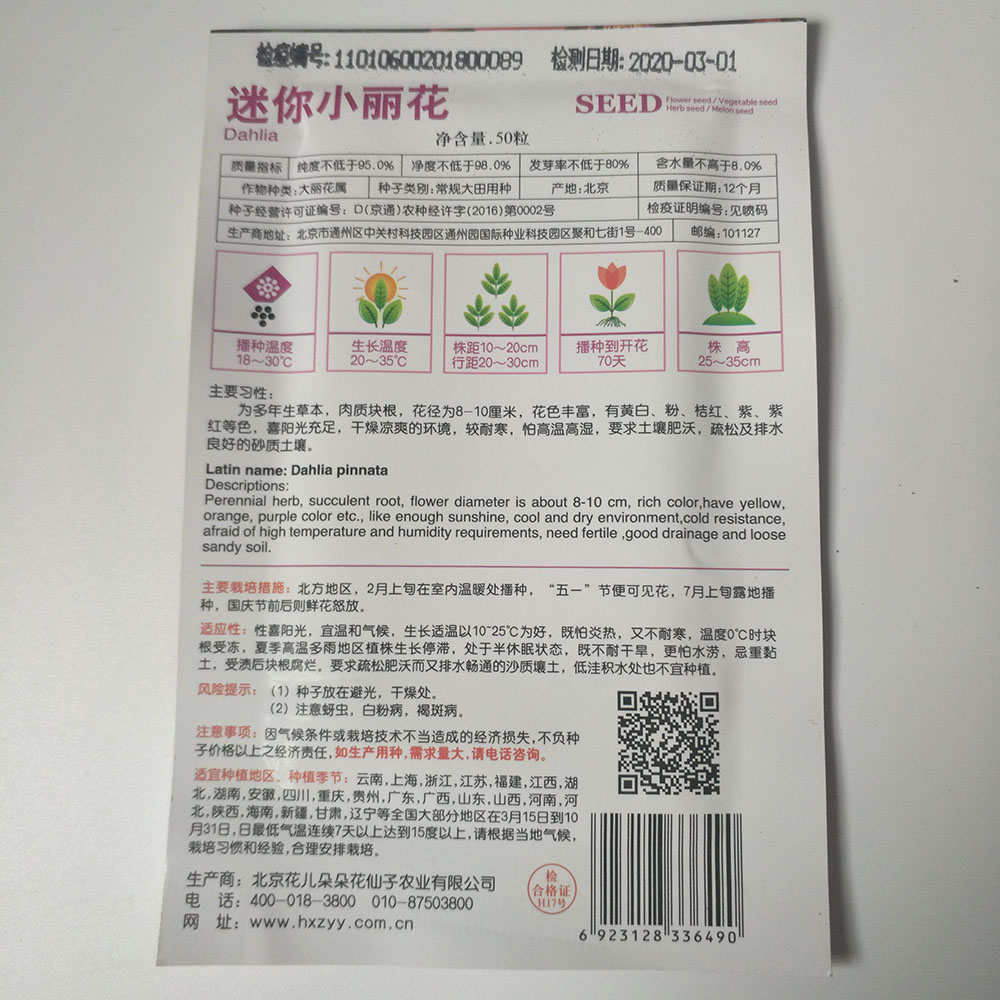 检疫编号:11010600201800089 检测日期:2020-03-01
迷你小丽花
Dahlia
净含量.50粒
SEED
Flower seed / Vegetable seed
Herb seed / Melon seed
质量指标 纯度不低于95.0% 净度不低于98.0% 发芽率不低于80% 含水量不高于8.0%
作物种类:大丽花属 种子类别:常规大田用种 产地:北京 质量保证期:12个月
种子经营许可证编号: D(京通)农种经许字(2016)第0002号 检疫证明编号:见喷码
生产商地址: 北京市通州区中关村科技园区通州园国际种业科技园区聚和七街1号-400 邮编:101127
播种温度
18~30℃
生长温度
20~35℃
株距10~20cm
行距20~30cm
播种到开花
70天
株 高
25~35cm
主要习性:
为多年生草本，肉质块根，花径为8-10厘米，花色丰富，有黄白、粉、桔红、紫、紫
红等色，喜阳光充足，干燥凉爽的环境，较耐寒，怕高温高湿，要求土壤肥沃，疏松及排水
良好的砂质土壤。
Latin name: Dahlia pinnata
Descriptions:
Perennial herb, succulent root, flower diameter is about 8-10 cm, rich color,have yellow,
orange, purple color etc., like enough sunshine, cool and dry environment,cold resistance,
afraid of high temperature and humidity requirements, need fertile ,good drainage and loose
sandy soil.
主要栽培措施: 北方地区，2月上旬在室内温暖处播种，“五一”节便可见花，7月上旬露地播
种，国庆节前后则鲜花怒放。
适应性: 性喜阳光，宜温和气候，生长适温以10~25℃为好，既怕炎热，又不耐寒，温度0℃时块
根受冻，夏季高温多雨地区植株生长停滞，处于半休眠状态，既不耐干旱，更怕水涝，忌重黏
土，受渍后块根腐烂。要求疏松肥沃而又排水畅通的沙质壤土，低洼积水处也不宜种植。
风险提示: （1）种子放在避光，干燥处。
（2）注意蚜虫，白粉病，褐斑病。
注意事项: 因气候条件或栽培技术不当造成的经济损失,不负种
子价格以上之经济责任,如生产用种,需求量大,请电话咨询。
适宜种植地区、种植季节: 云南,上海,浙江,江苏,福建,江西,湖
北,湖南,安徽,四川,重庆,贵州,广东,广西,山东,山西,河南,河
北,陕西,海南,新疆,甘肃,辽宁等全国大部分地区在3月15日到10
月31日,日最低气温连续7天以上达到15度以上,请根据当地气候,
栽培习惯和经验,合理安排栽培。
生产商: 北京花儿朵朵花仙子农业有限公司
电 话: 400-018-3800 010-87503800
网 址: www.hxzyy.com.cn
检
合格证
H17号
6 923128 336490